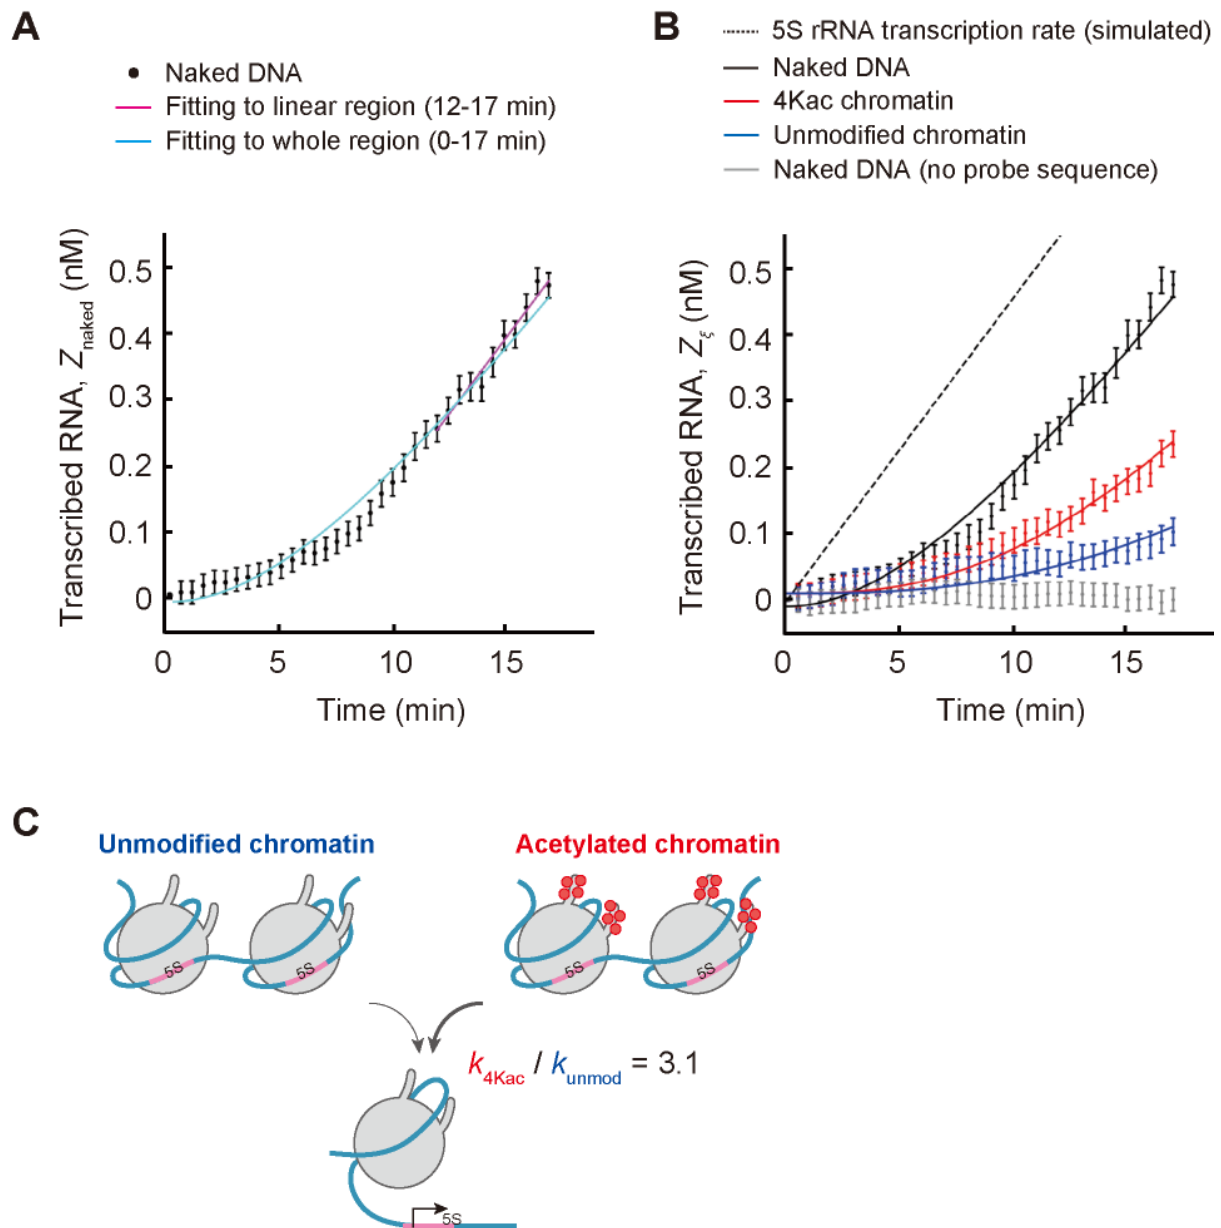 A
Naked DNA
Fitting to linear region (12-17 min)
Fitting to whole region (0-17 min)
Transcribed RNA, Znaked (nM)
0.5
0.4
0.3
0.2
0.1
0
0 5 10 15
Time (min)
B
5S rRNA transcription rate (simulated)
Naked DNA
4Kac chromatin
Unmodified chromatin
Naked DNA (no probe sequence)
Transcribed RNA, Zξ (nM)
0.5
0.4
0.3
0.2
0.1
0
0 5 10 15
Time (min)
C
Unmodified chromatin
Acetylated chromatin
5S 5S 5S 5S
k4Kac / kunmod = 3.1
5S